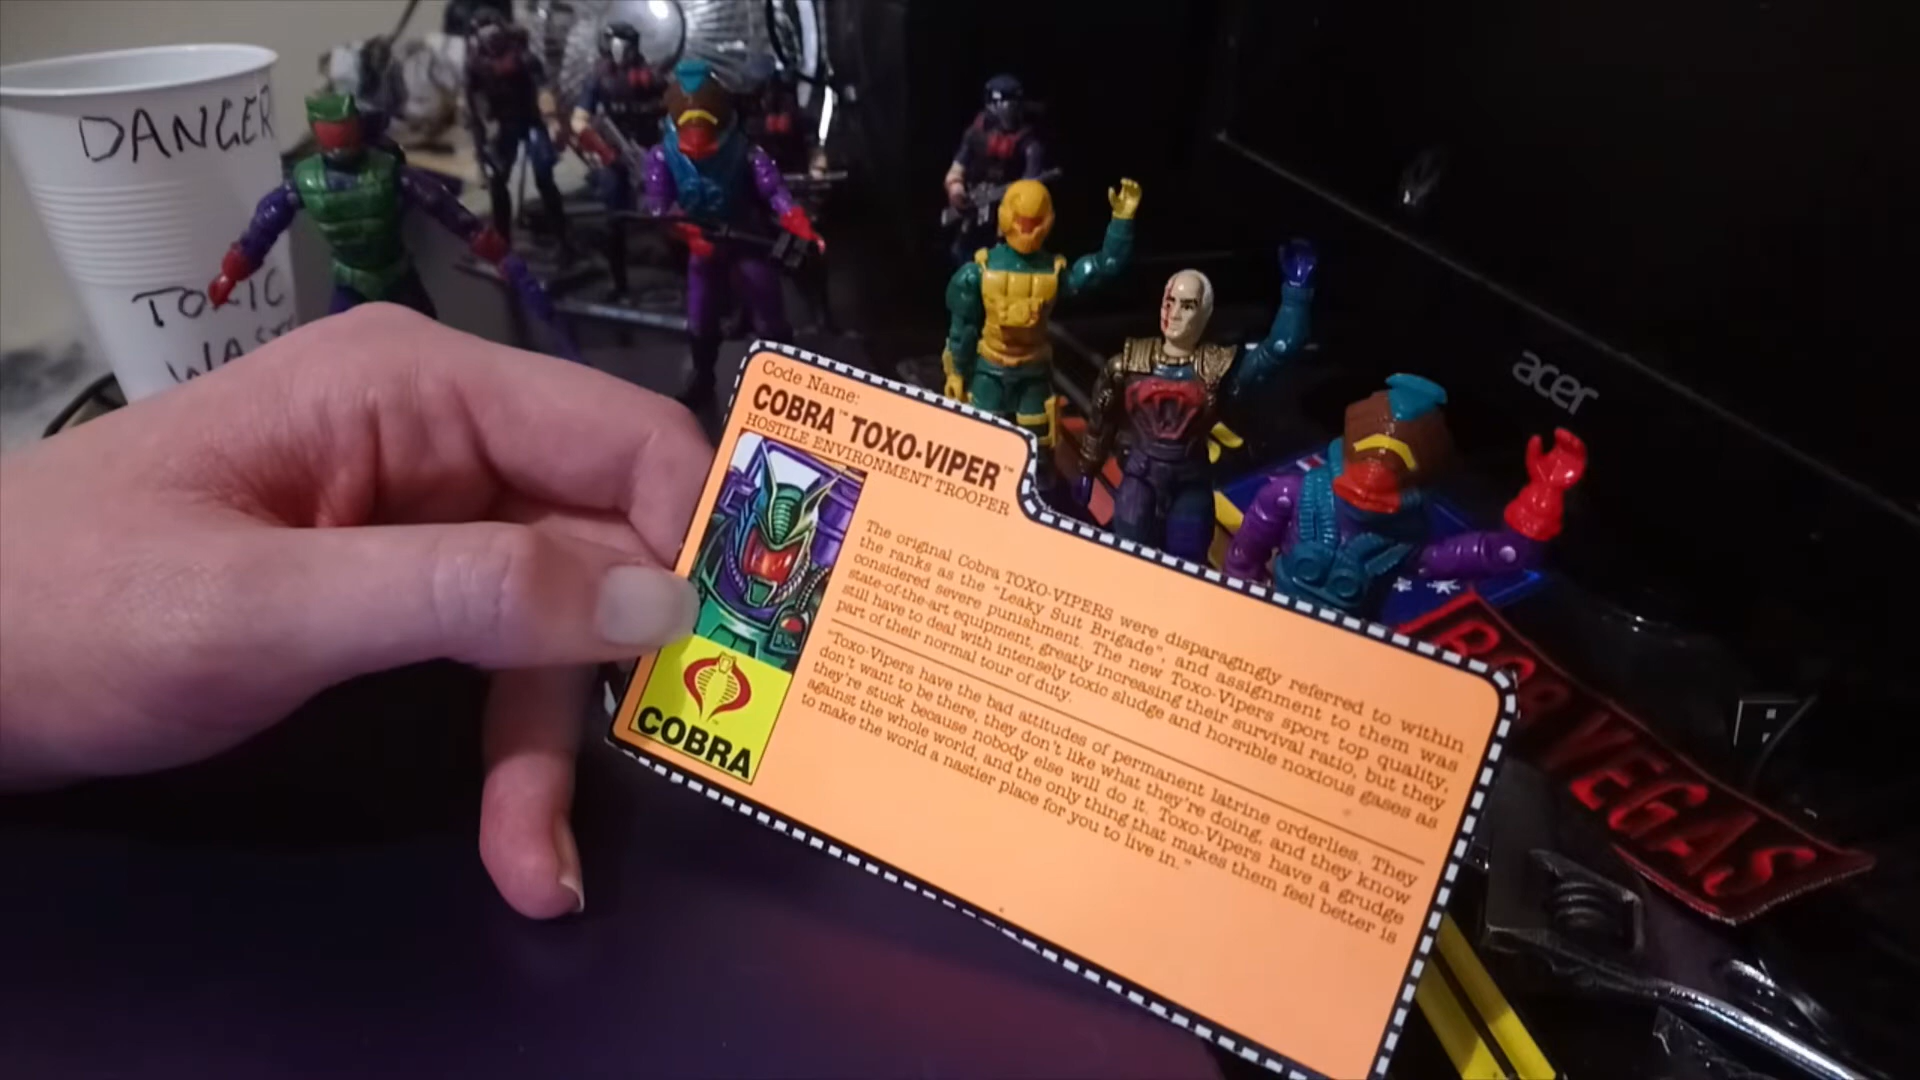 DANGER
TOXIC
WAST
acer
Code Name:
COBRA™ TOXO-VIPER™
HOSTILE ENVIRONMENT TROOPER
The original Cobra TOXO-VIPERS were disparagingly referred to within
the ranks as the "Leaky Suit Brigade", and assignment to them was
considered severe punishment. The new Toxo-Vipers sport top quality,
state-of-the-art equipment, greatly increasing their survival ratio, but they
still have to deal with intensely toxic sludge and horrible noxious gases as
part of their normal tour of duty.
"Toxo-Vipers have the bad attitudes of permanent latrine orderlies. They
don't want to be there, they don't like what they're doing, and they know
they're stuck because nobody else will do it. Toxo-Vipers have a grudge
against the whole world, and the only thing that makes them feel better is
to make the world a nastier place for you to live in."
COBRA
VEGAS